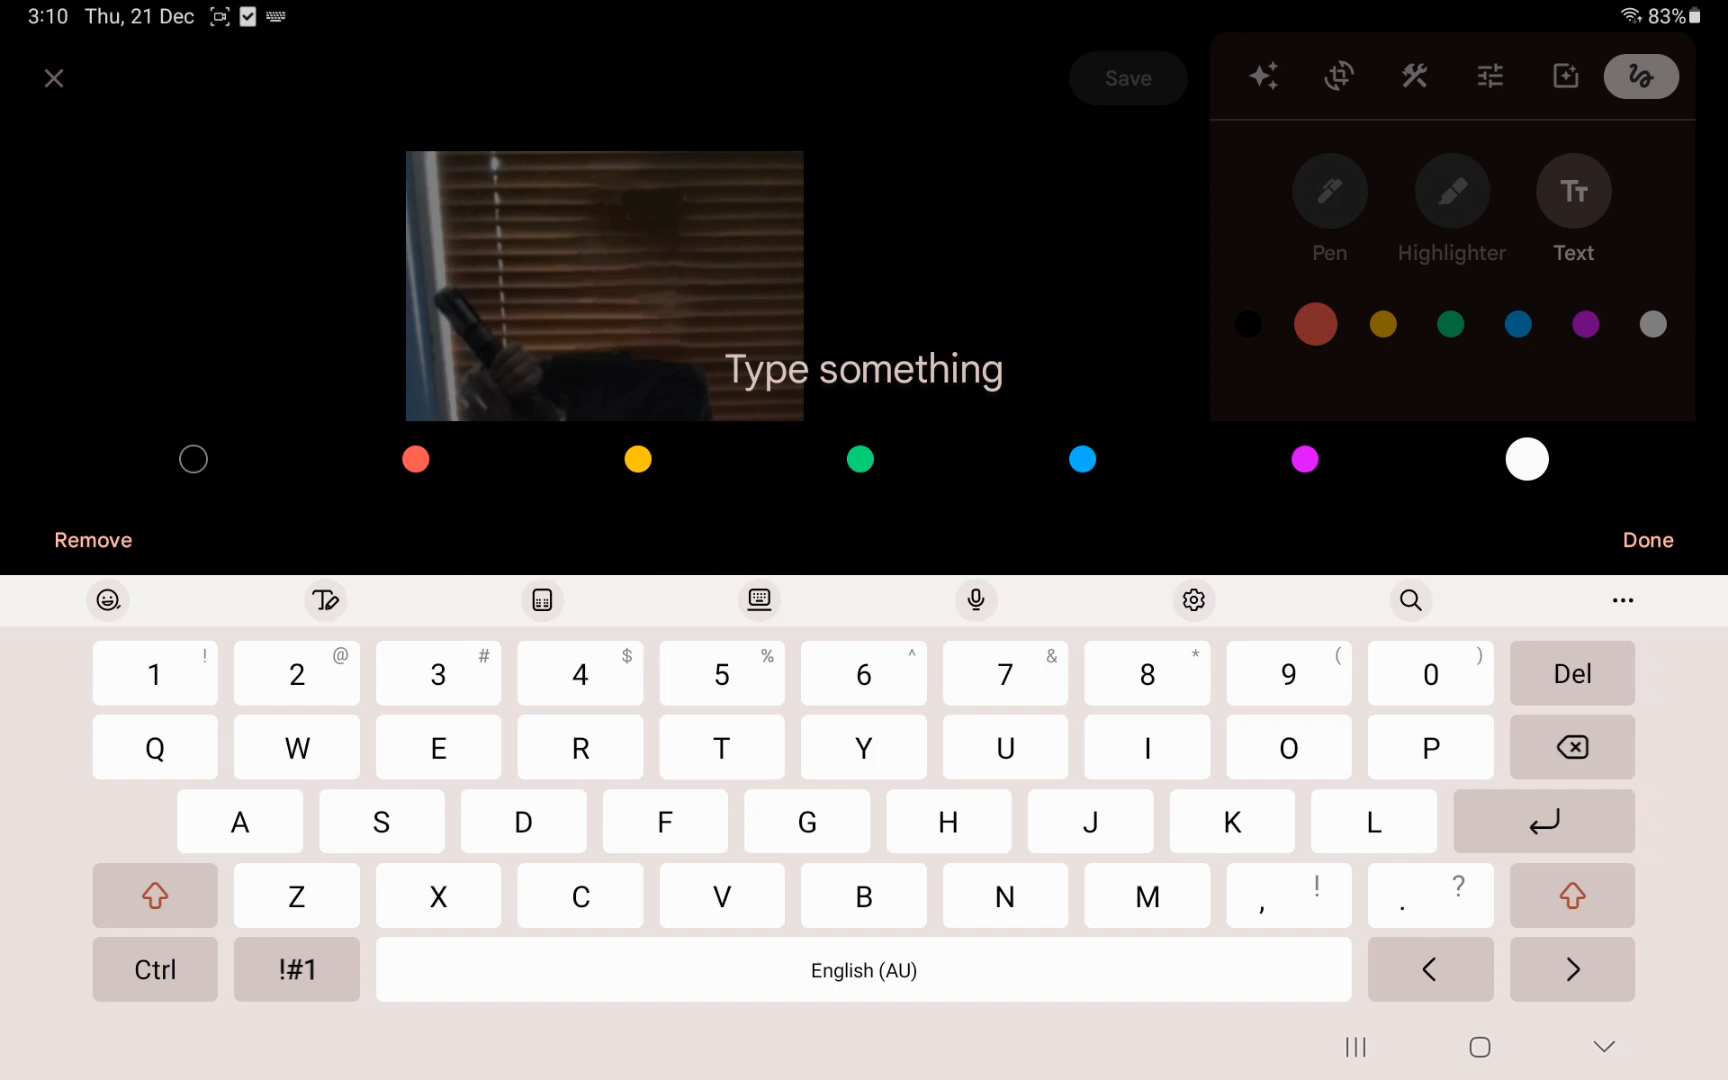 3:10 Thu, 21 Dec 83%
Save
Tт
Pen Highlighter Text
Type something
Remove Done
1 ! 2 @ 3 # 4 $ 5 % 6 ^ 7 & 8 * 9 ( 0 ) Del
Q W E R T Y U I O P
A S D F G H J K L
Z X C V B N M , ! . ?
Ctrl !#1 English (AU) < >